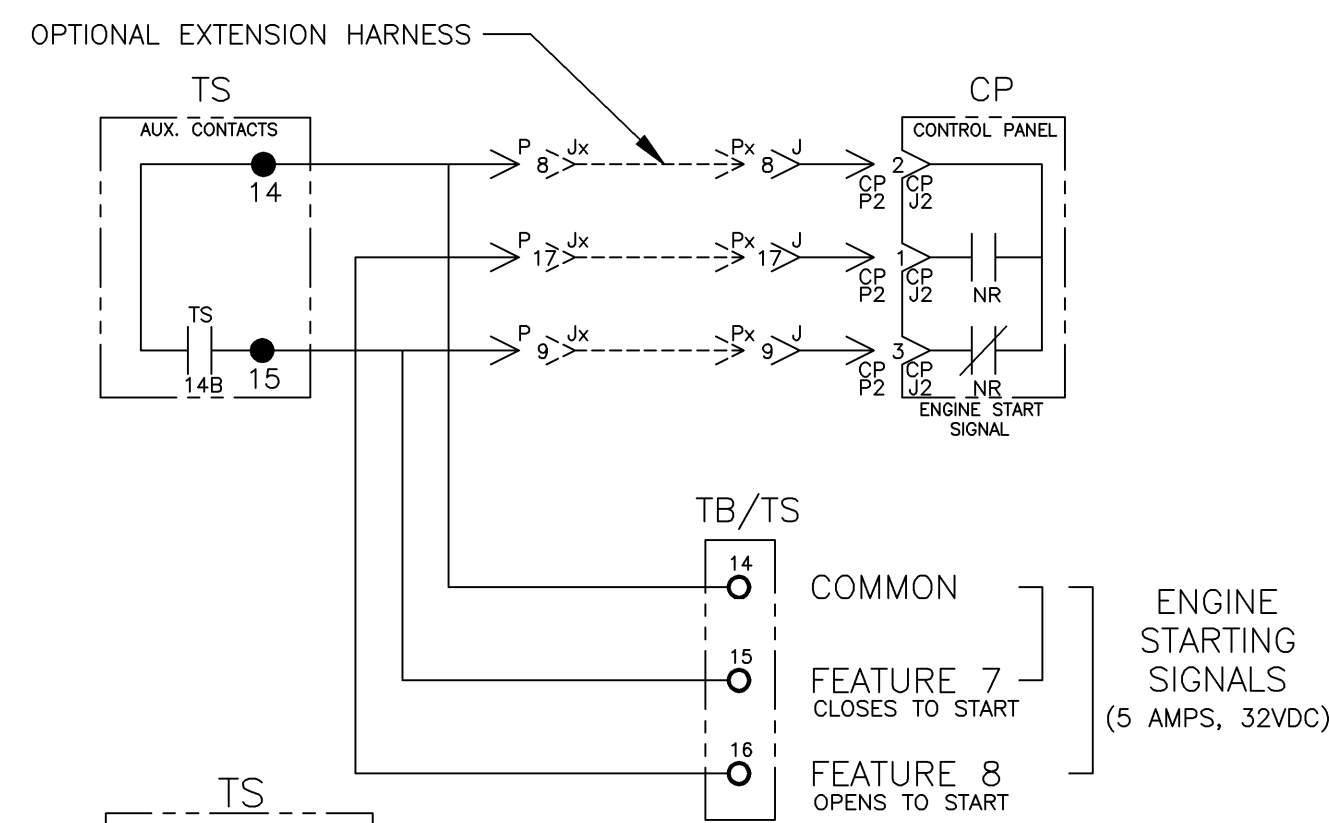 OPTIONAL EXTENSION HARNESS
TS
CP
AUX. CONTACTS
CONTROL PANEL
14
P 8 Jx
Px 8 J
CP P2
2
CP J2
P 17 Jx
Px 17 J
CP P2
1
CP J2
NR
TS
14B
15
P 9 Jx
Px 9 J
CP P2
3
CP J2
NR
ENGINE START
SIGNAL
TB/TS
14
COMMON
15
FEATURE 7
CLOSES TO START
16
FEATURE 8
OPENS TO START
ENGINE
STARTING
SIGNALS
(5 AMPS, 32VDC)
TS